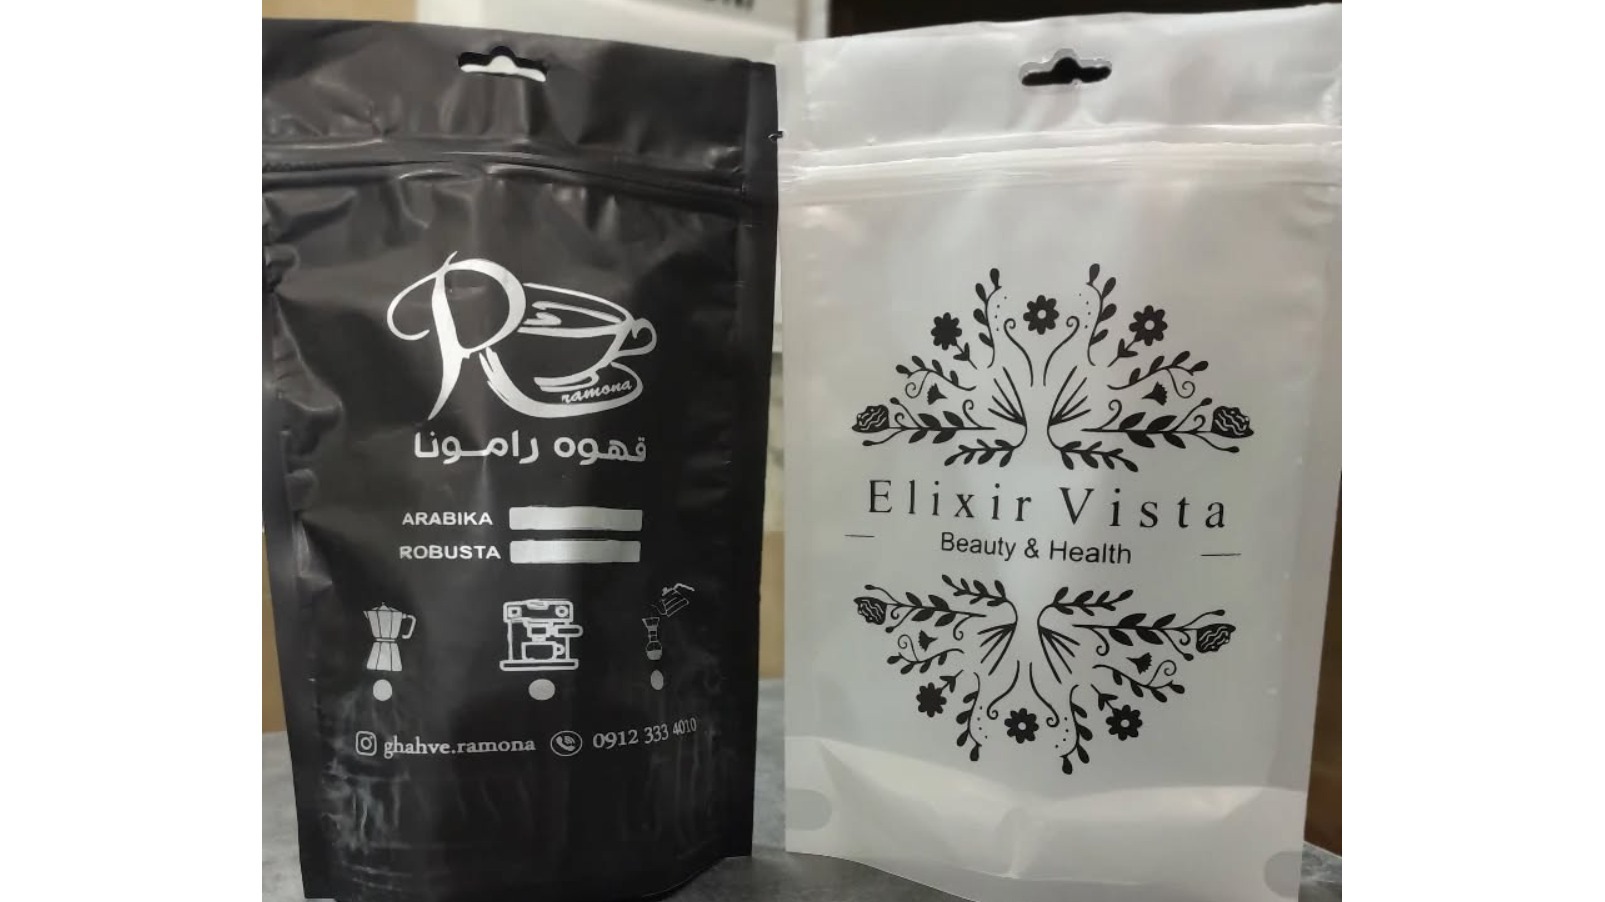 ramona
قهوه رامونا
ARABIKA
ROBUSTA
ghahve.ramona 0912 333 4010
Elixir Vista
Beauty & Health